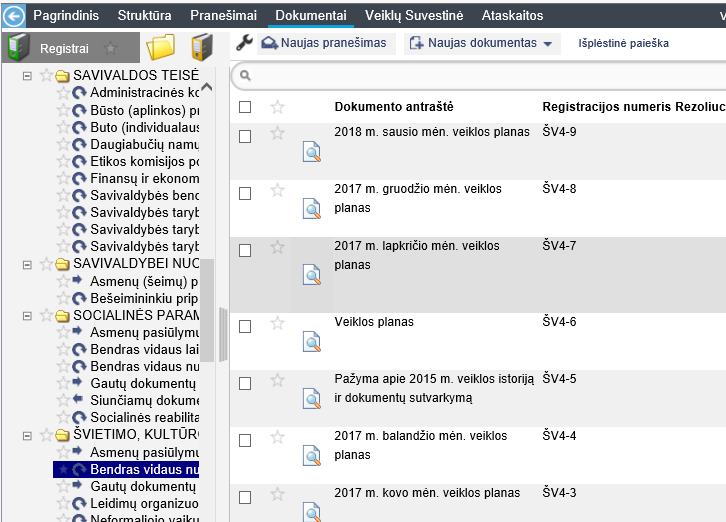 Pagrindinis Struktūra Pranešimai Dokumentai Veiklų Suvestinė Ataskaitos
Registrai
Naujas pranešimas Naujas dokumentas Išplėstinė paieška
SAVIVALDOS TEISĖ
Administracinės ko
Būsto (aplinkos) pr
Buto (individualaus
Daugiabučių namų
Etikos komisijos po
Finansų ir ekonom
Savivaldybės bend
Savivaldybės taryb
Savivaldybės taryb
Savivaldybės taryb
SAVIVALDYBEI NUO
Asmenų (šeimų) p
Bešeimininkiu prip
SOCIALINĖS PARAM
Asmenų pasiūlymu
Bendras vidaus lai
Bendras vidaus nu
Gautų dokumentų
Siunčiamų dokume
Socialinės reabilita
ŠVIETIMO, KULTŪRO
Asmenų pasiūlymu
Bendras vidaus nu
Gautų dokumentų
Leidimų organizuo
Neformaliojo vaiku
Dokumento antraštė Registracijos numeris Rezoliuc
2018 m. sausio mėn. veiklos planas ŠV4-9
2017 m. gruodžio mėn. veiklos ŠV4-8
planas
2017 m. lapkričio mėn. veiklos ŠV4-7
planas
Veiklos planas ŠV4-6
Pažyma apie 2015 m. veiklos istoriją ŠV4-5
ir dokumentų sutvarkymą
2017 m. balandžio mėn. veiklos ŠV4-4
planas
2017 m. kovo mėn. veiklos planas ŠV4-3